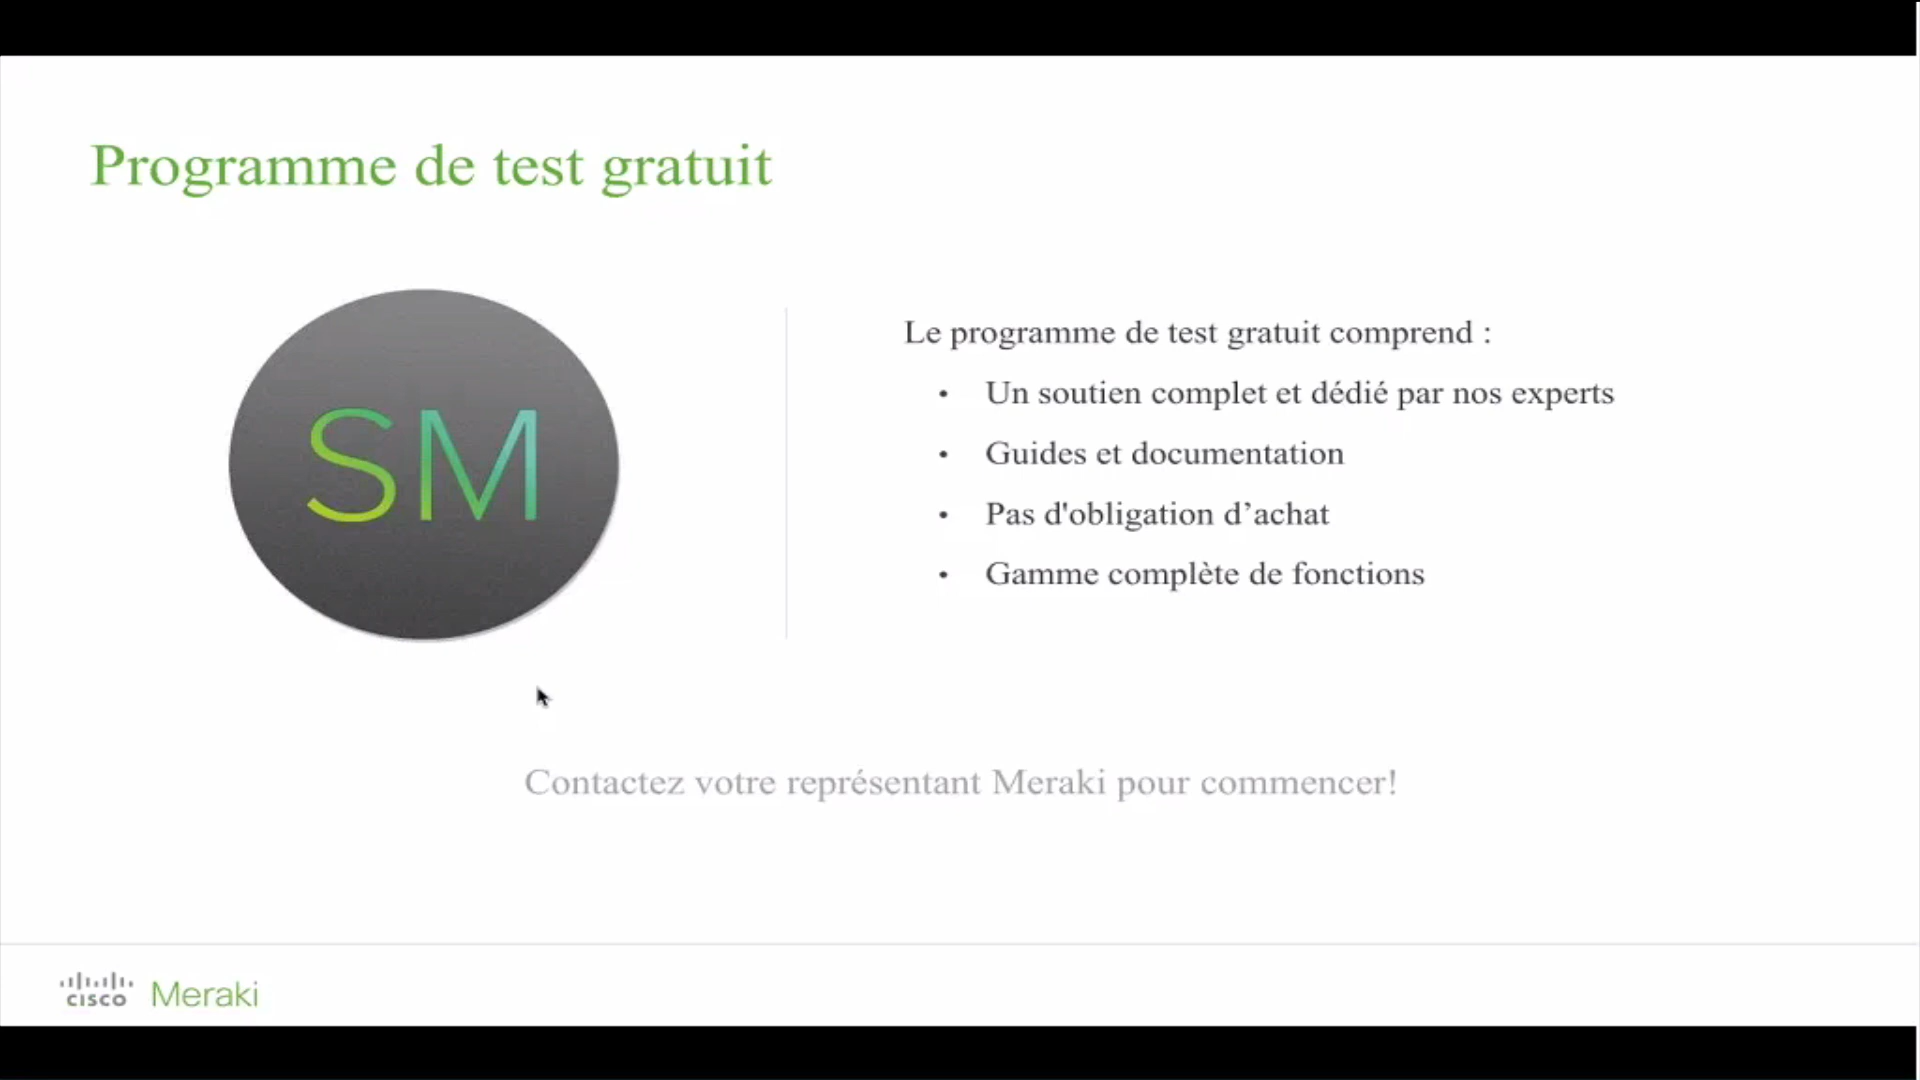 Programme de test gratuit
SM
Le programme de test gratuit comprend :
• Un soutien complet et dédié par nos experts
• Guides et documentation
• Pas d'obligation d’achat
• Gamme complète de fonctions
Contactez votre représentant Meraki pour commencer!
cisco Meraki